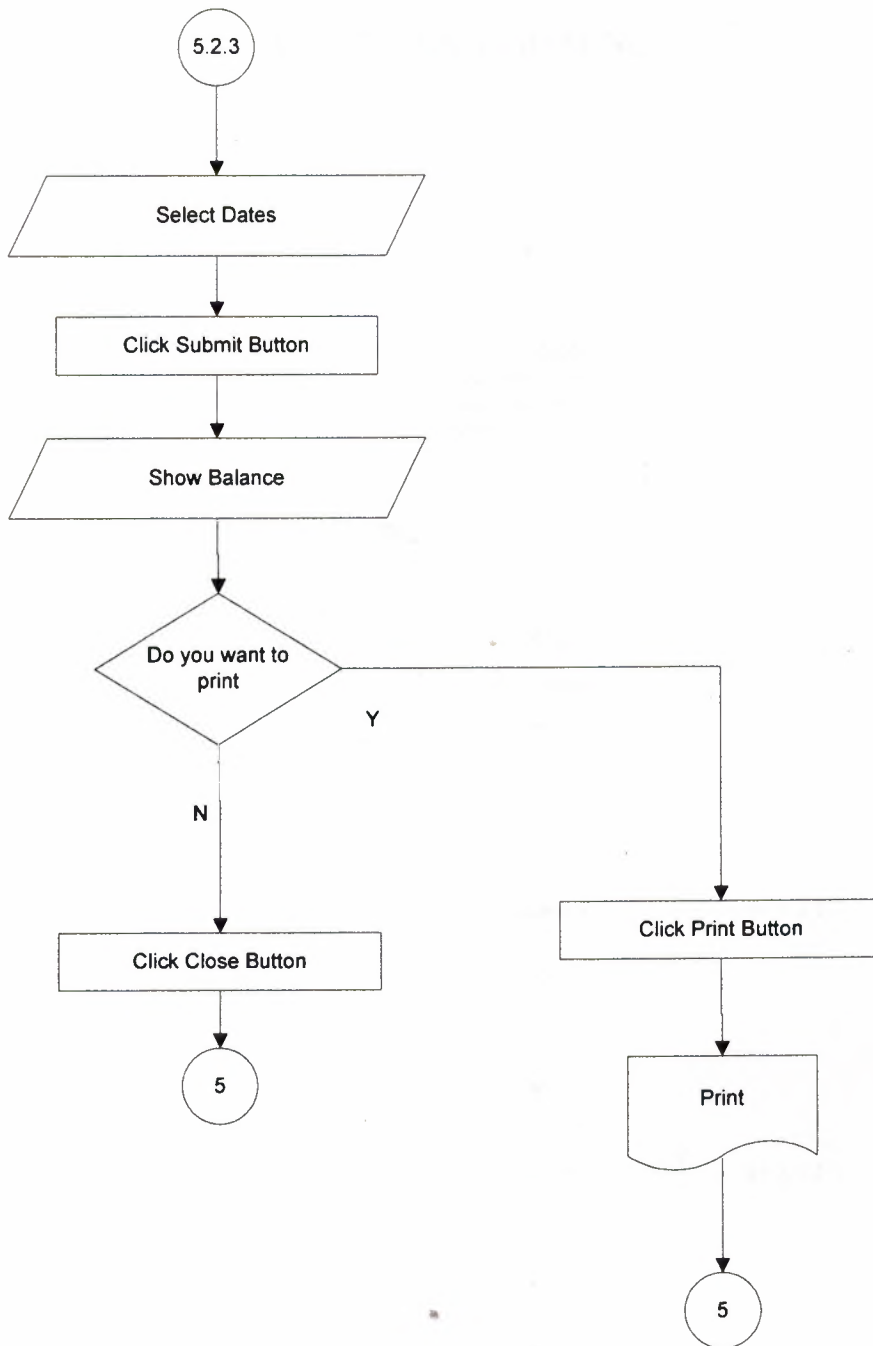 5.2.3
Select Dates
Click Submit Button
Show Balance
Do you want to
print
Y
N
Click Print Button
Click Close Button
Print
5
5